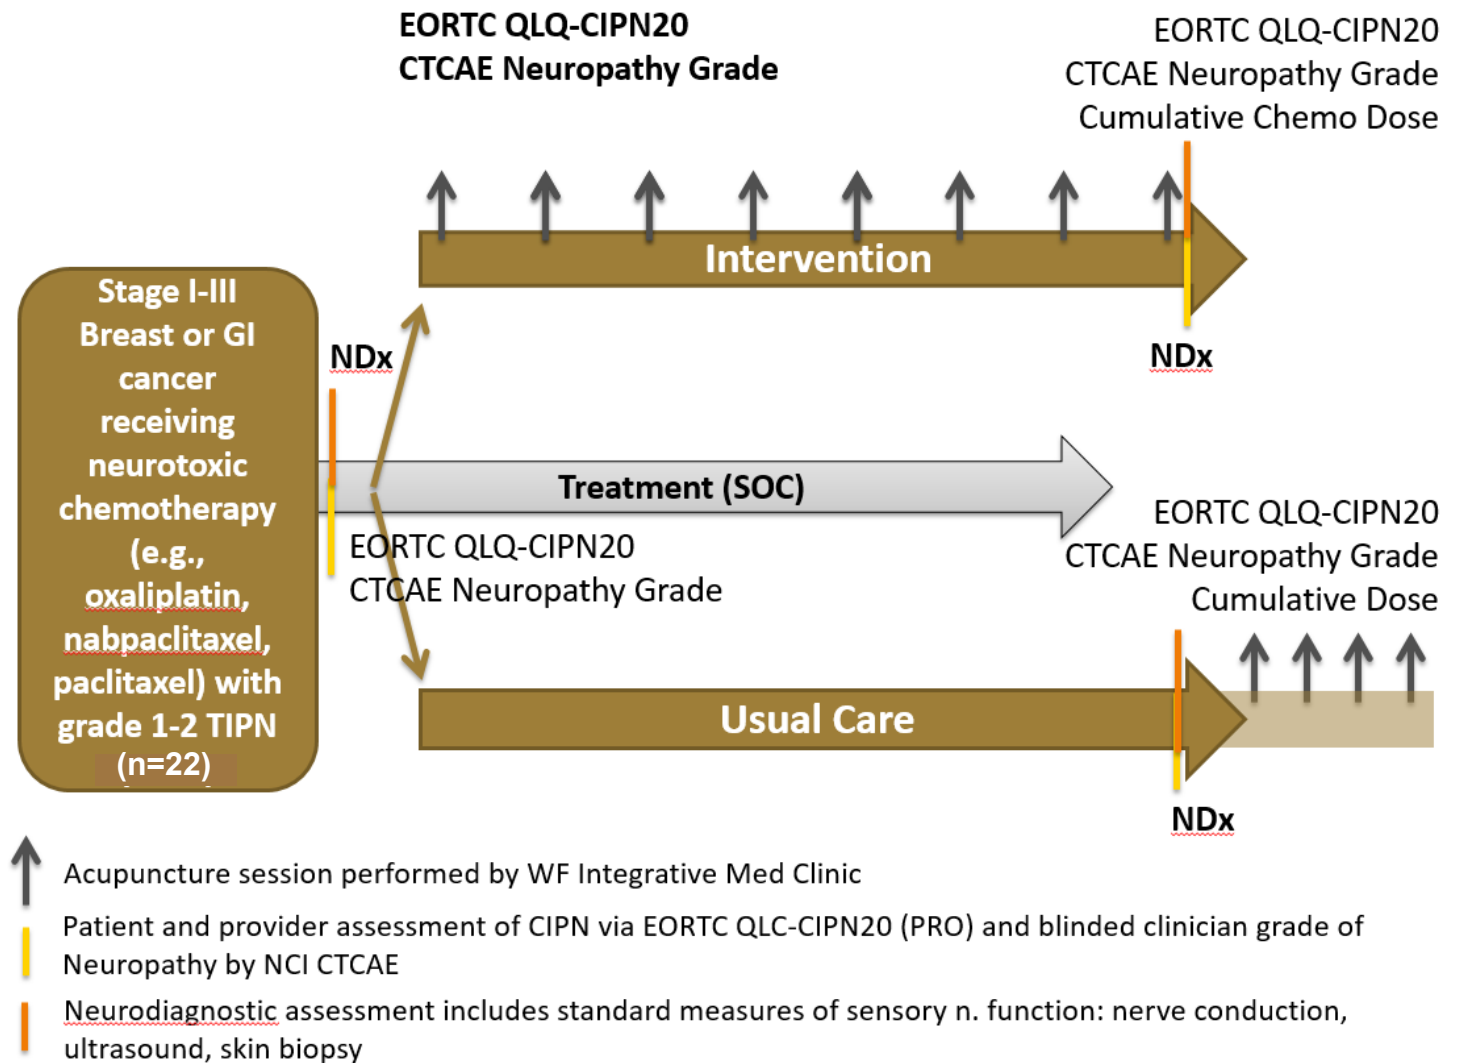 EORTC QLQ-CIPN20
CTCAE Neuropathy Grade
EORTC QLQ-CIPN20
CTCAE Neuropathy Grade
Cumulative Chemo Dose
Intervention
NDx
Stage I-III
Breast or GI
cancer
receiving
neurotoxic
chemotherapy
(e.g.,
oxaliplatin,
nabpaclitaxel,
paclitaxel) with
grade 1-2 TIPN
(n=22)
NDx
Treatment (SOC)
EORTC QLQ-CIPN20
CTCAE Neuropathy Grade
EORTC QLQ-CIPN20
CTCAE Neuropathy Grade
Cumulative Dose
Usual Care
NDx
Acupuncture session performed by WF Integrative Med Clinic
Patient and provider assessment of CIPN via EORTC QLC-CIPN20 (PRO) and blinded clinician grade of
Neuropathy by NCI CTCAE
Neurodiagnostic assessment includes standard measures of sensory n. function: nerve conduction,
ultrasound, skin biopsy